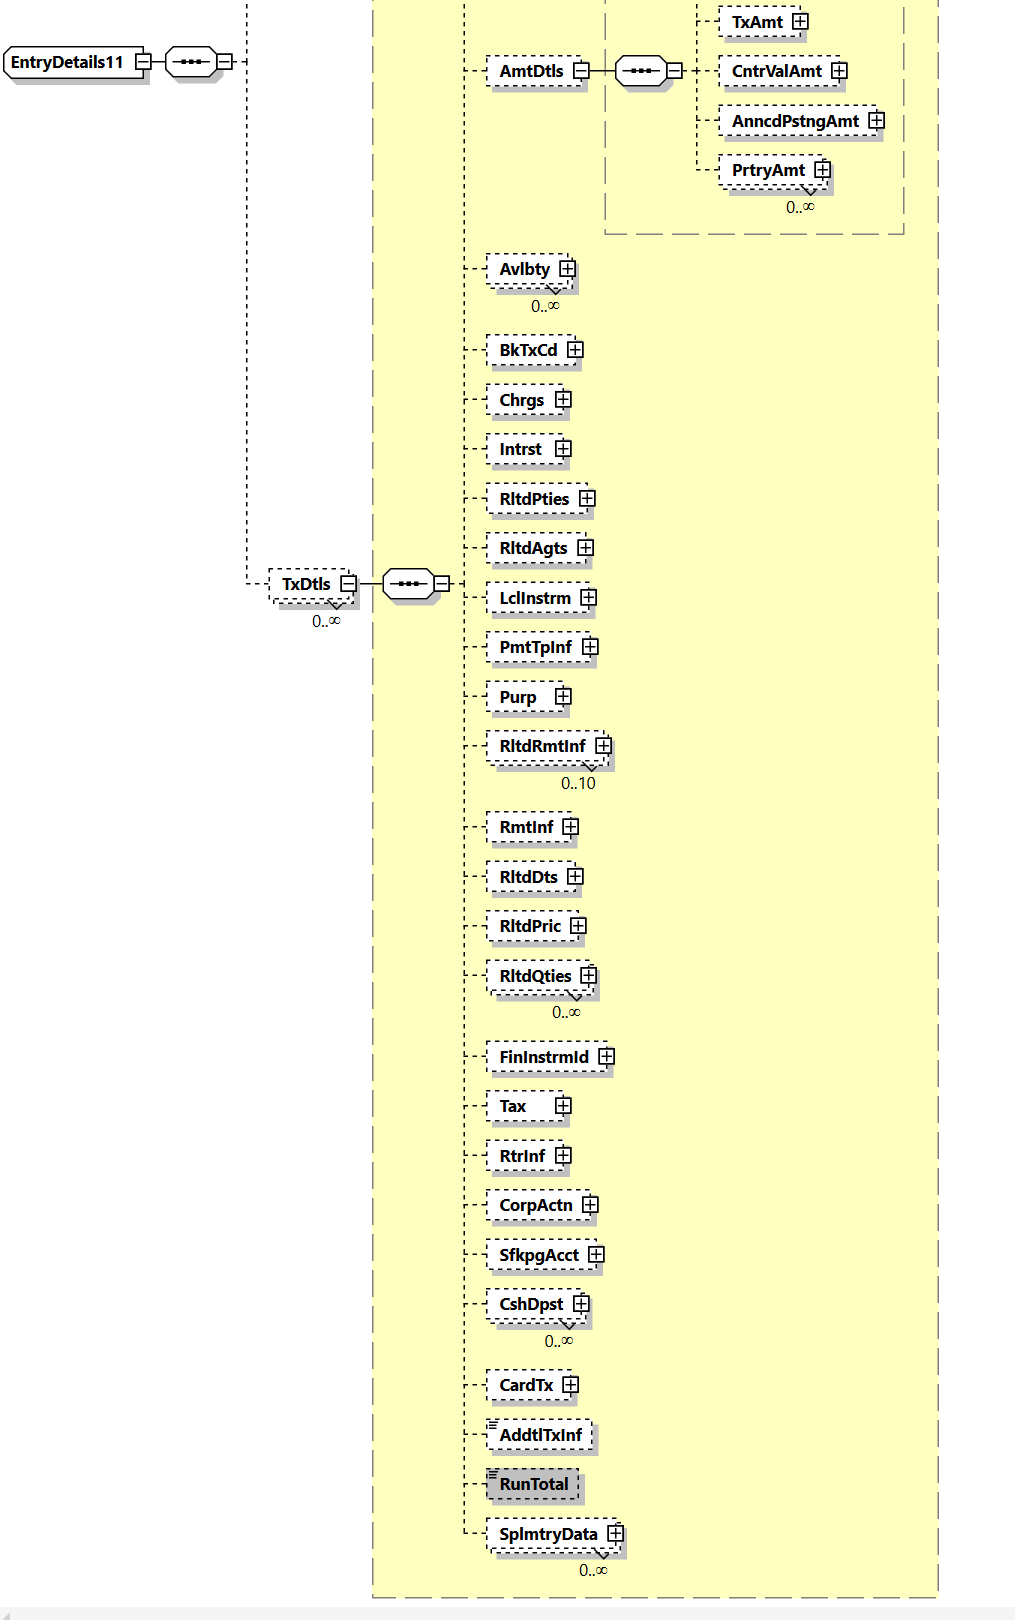 EntryDetails11
TxAmt
AmtDtls
CntrValAmt
AnncdPstngAmt
PrtryAmt
0..∞
Avlbty
0..∞
BkTxCd
Chrgs
Intrst
RltdPties
RltdAgts
TxDtls
0..∞
LclInstrm
PmtTpInf
Purp
RltdRmtInf
0..10
RmtInf
RltdDts
RltdPric
RltdQties
0..∞
FinInstrmId
Tax
RtrInf
CorpActn
SfkpgAcct
CshDpst
0..∞
CardTx
AddtlTxInf
RunTotal
SplmtryData
0..∞